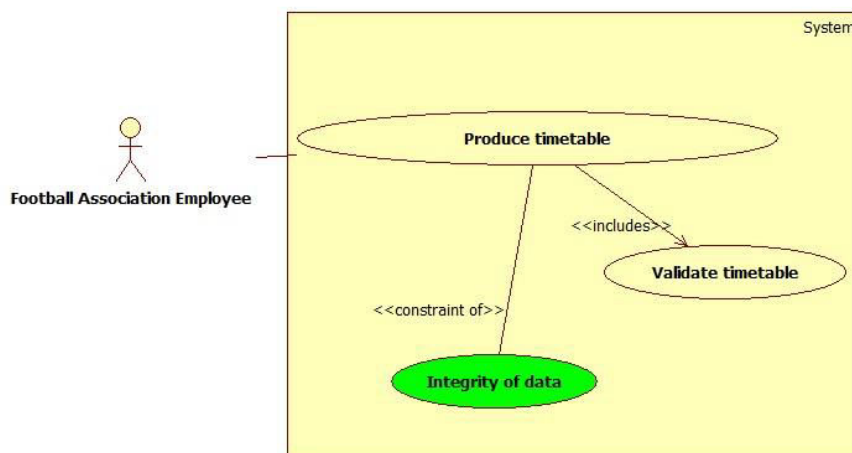 System
Produce timetable
Football Association Employee
<<includes>>
Validate timetable
<<constraint of>>
Integrity of data